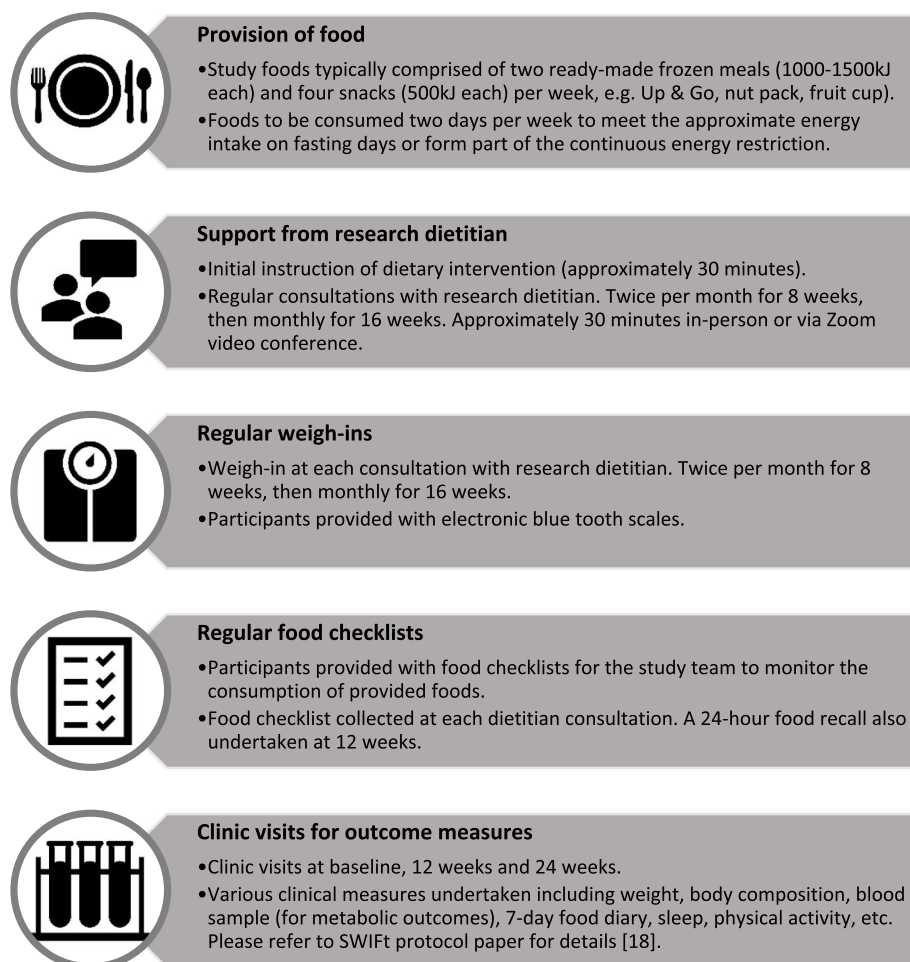 Provision of food
•Study foods typically comprised of two ready-made frozen meals (1000-1500kJ
each) and four snacks (500kJ each) per week, e.g. Up & Go, nut pack, fruit cup).
•Foods to be consumed two days per week to meet the approximate energy
intake on fasting days or form part of the continuous energy restriction.
Support from research dietitian
•Initial instruction of dietary intervention (approximately 30 minutes).
•Regular consultations with research dietitian. Twice per month for 8 weeks,
then monthly for 16 weeks. Approximately 30 minutes in-person or via Zoom
video conference.
Regular weigh-ins
•Weigh-in at each consultation with research dietitian. Twice per month for 8
weeks, then monthly for 16 weeks.
•Participants provided with electronic blue tooth scales.
Regular food checklists
•Participants provided with food checklists for the study team to monitor the
consumption of provided foods.
•Food checklist collected at each dietitian consultation. A 24-hour food recall also
undertaken at 12 weeks.
Clinic visits for outcome measures
•Clinic visits at baseline, 12 weeks and 24 weeks.
•Various clinical measures undertaken including weight, body composition, blood
sample (for metabolic outcomes), 7-day food diary, sleep, physical activity, etc.
Please refer to SWIFt protocol paper for details [18].